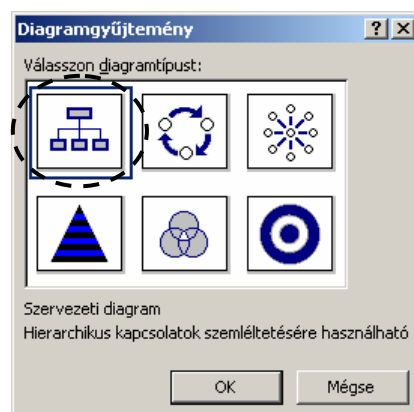 Diagramgyűjtemény
Válasszon diagramtípust:
Szervezeti diagram
Hierarchikus kapcsolatok szemléltetésére használható
OK Mégse